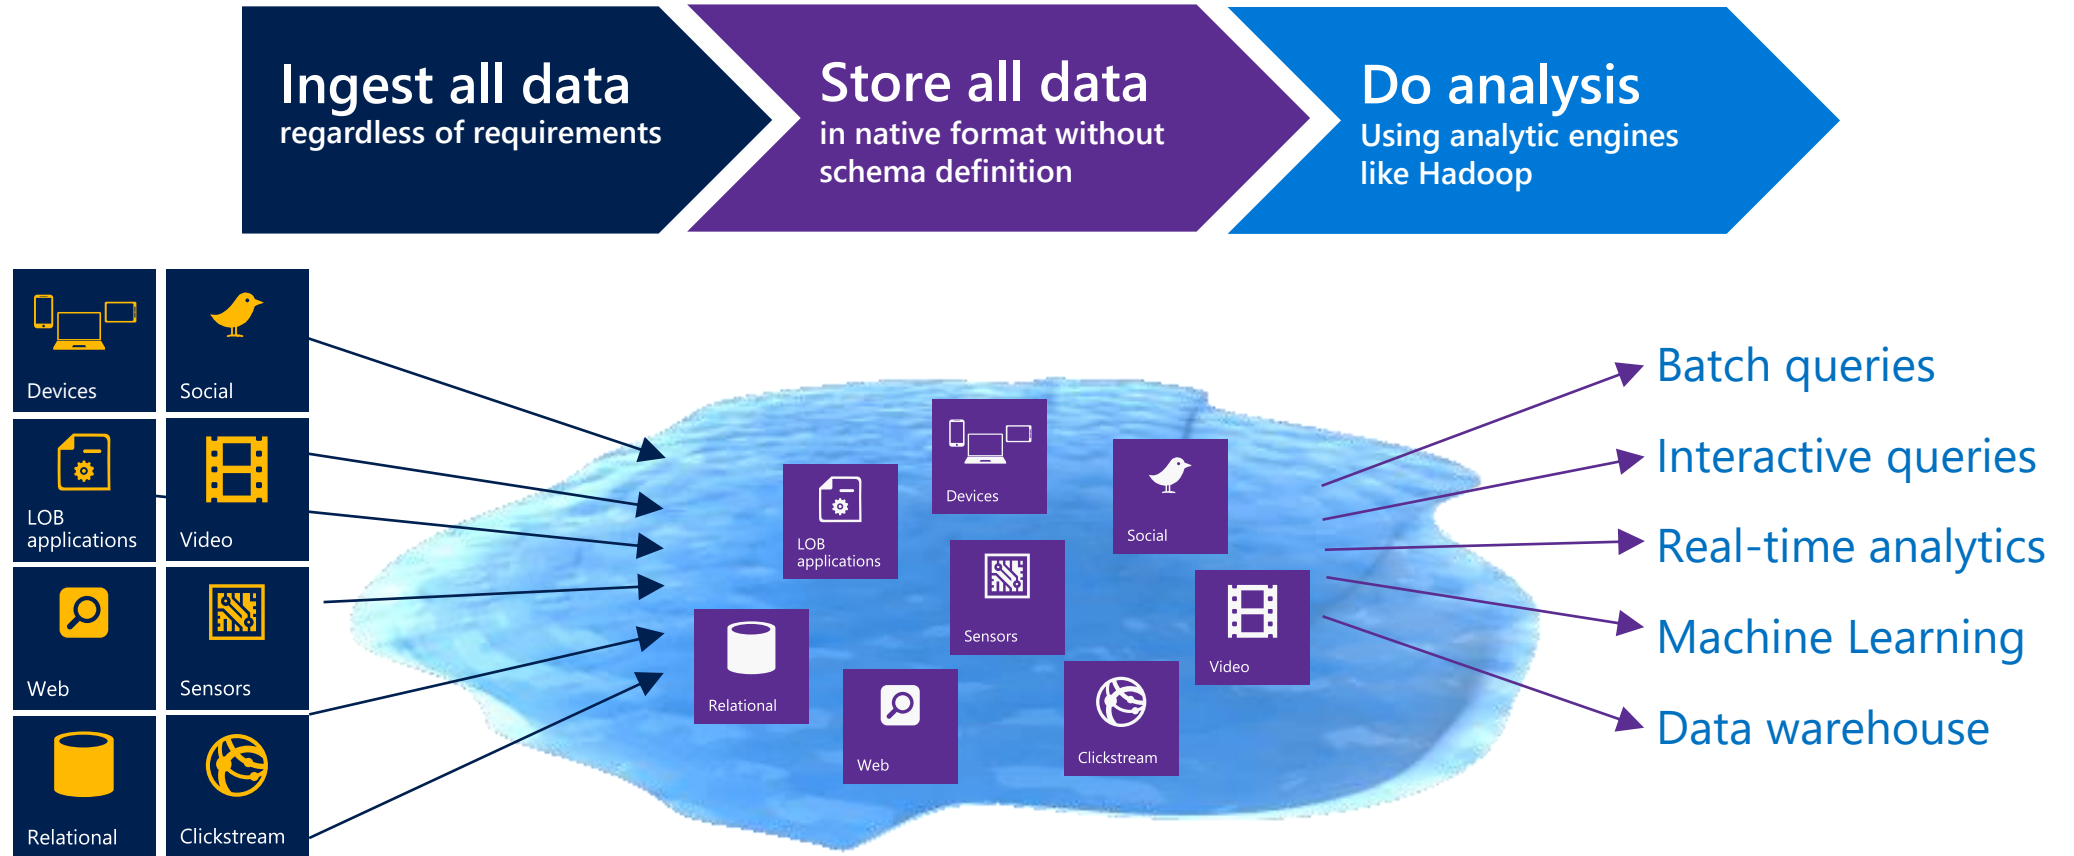 Ingest all data
regardless of requirements
Store all data
in native format without
schema definition
Do analysis
Using analytic engines
like Hadoop
Devices
Social
LOB
applications
Video
Web
Sensors
Relational
Clickstream
Devices
Social
LOB
applications
Sensors
Video
Relational
Web
Clickstream
Batch queries
Interactive queries
Real-time analytics
Machine Learning
Data warehouse